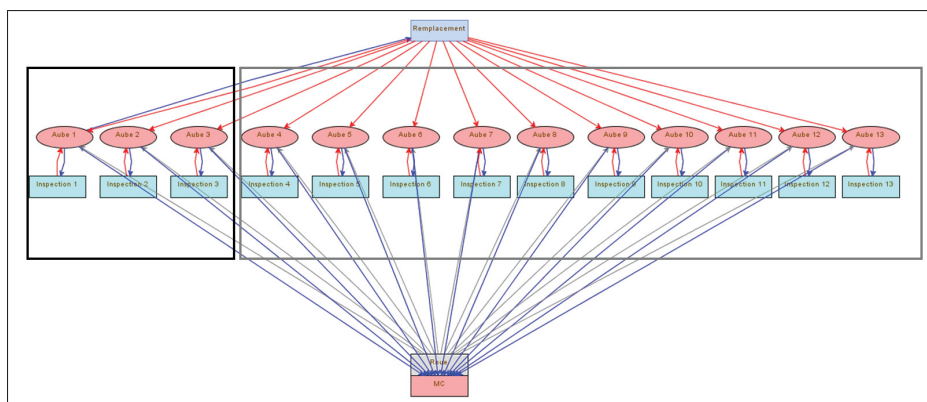 Remplacement
Aube 1
Aube 2
Aube 3
Aube 4
Aube 5
Aube 6
Aube 7
Aube 8
Aube 9
Aube 10
Aube 11
Aube 12
Aube 13
Inspection 1
Inspection 2
Inspection 3
Inspection 4
Inspection 5
Inspection 6
Inspection 7
Inspection 8
Inspection 9
Inspection 10
Inspection 11
Inspection 12
Inspection 13
Roue
MC